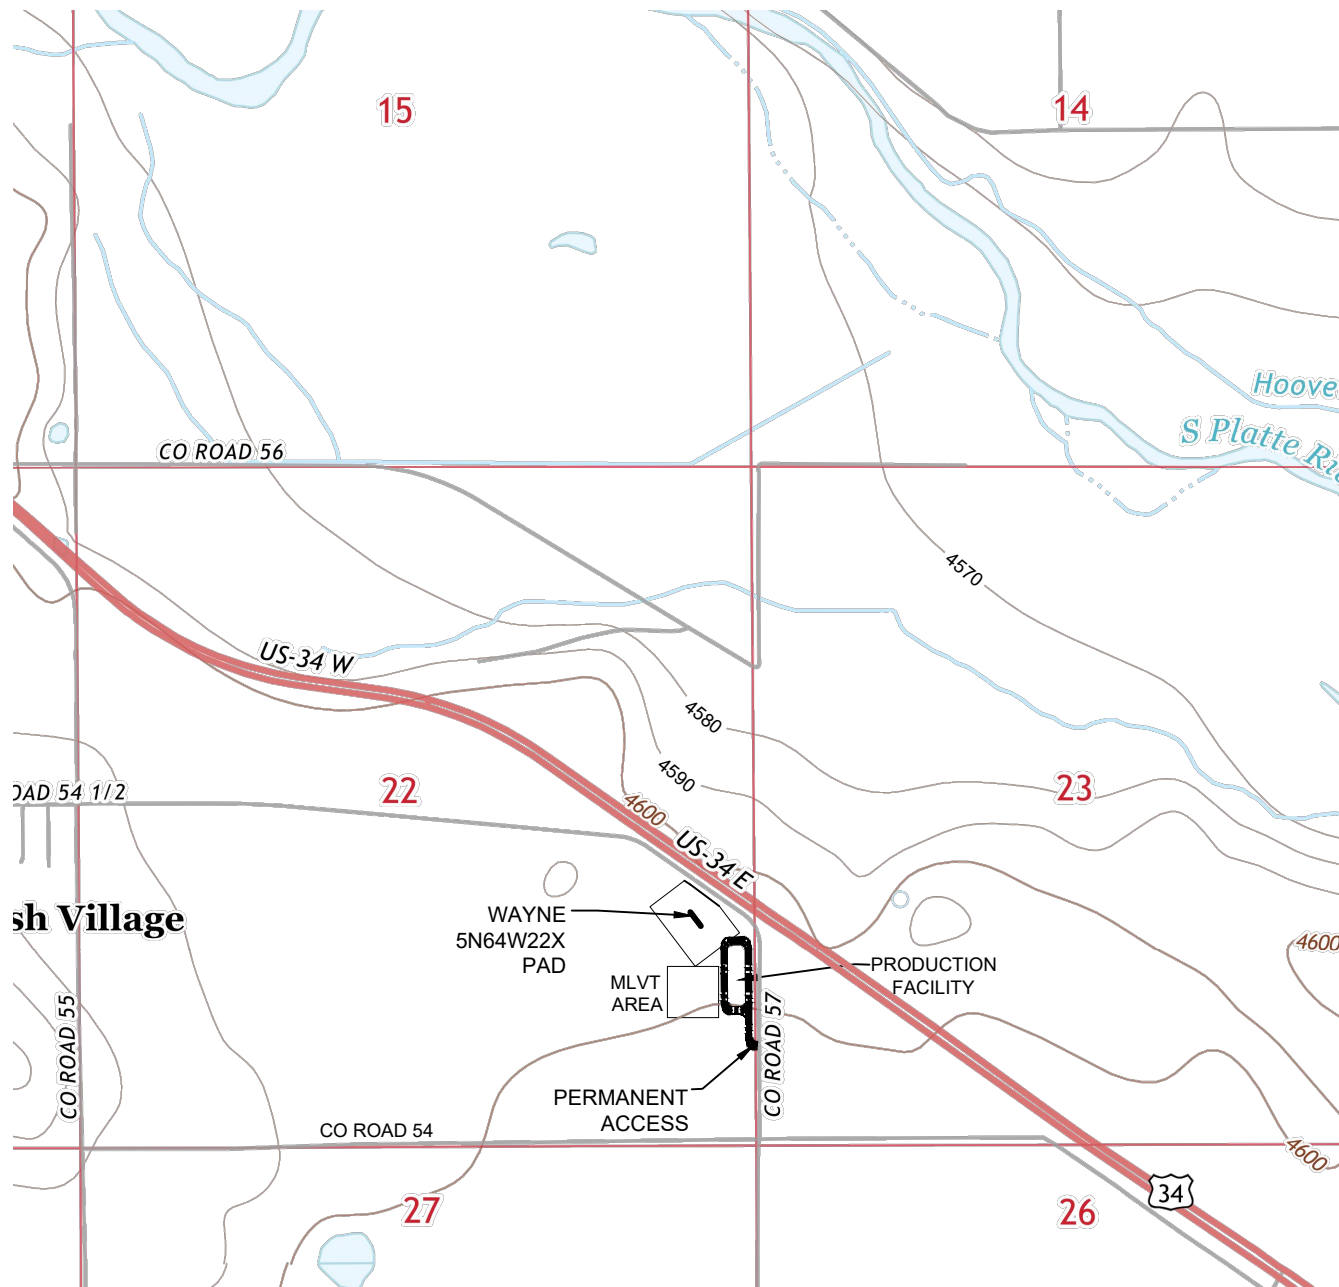 15
14
Hoove
S Platte Ri
CO ROAD 56
4570
US-34 W
4580
4590
22
23
OAD 54 1/2
4600
US-34 E
sh Village
WAYNE
5N64W22X
PAD
4600
PRODUCTION
FACILITY
MLVT
AREA
CO ROAD 55
CO ROAD 57
PERMANENT
ACCESS
CO ROAD 54
4600
34
27
26